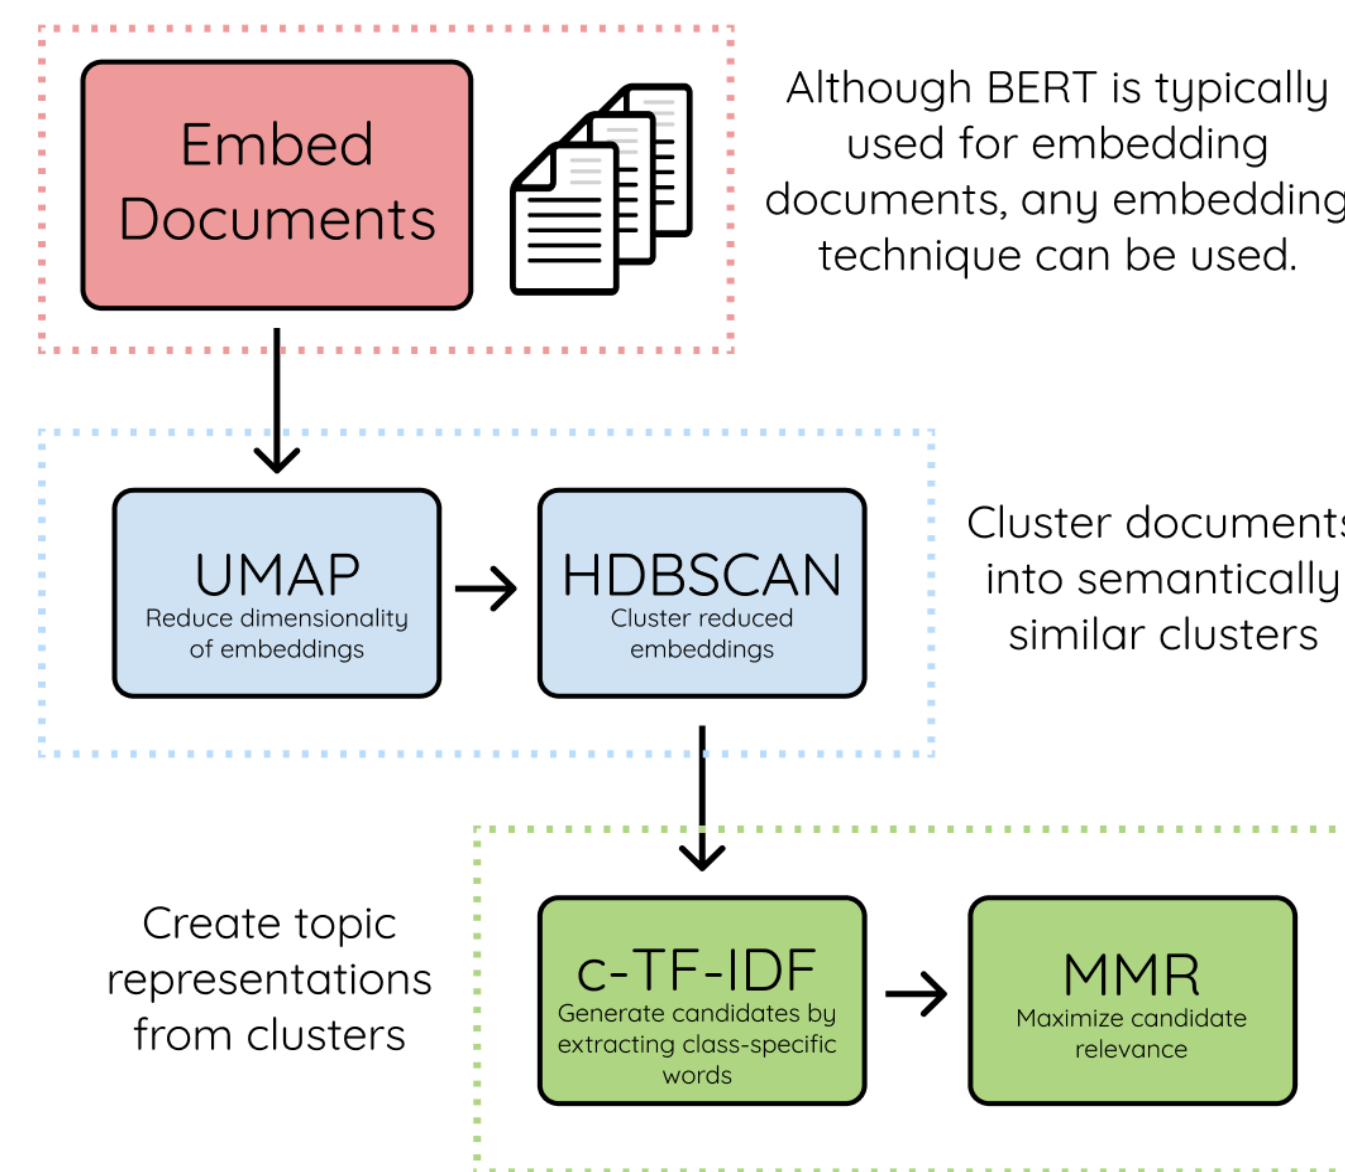 Embed
Documents
Although BERT is typically
used for embedding
documents, any embedding
technique can be used.
UMAP
Reduce dimensionality
of embeddings
HDBSCAN
Cluster reduced
embeddings
Cluster documents
into semantically
similar clusters
Create topic
representations
from clusters
c-TF-IDF
Generate candidates by
extracting class-specific
words
MMR
Maximize candidate
relevance